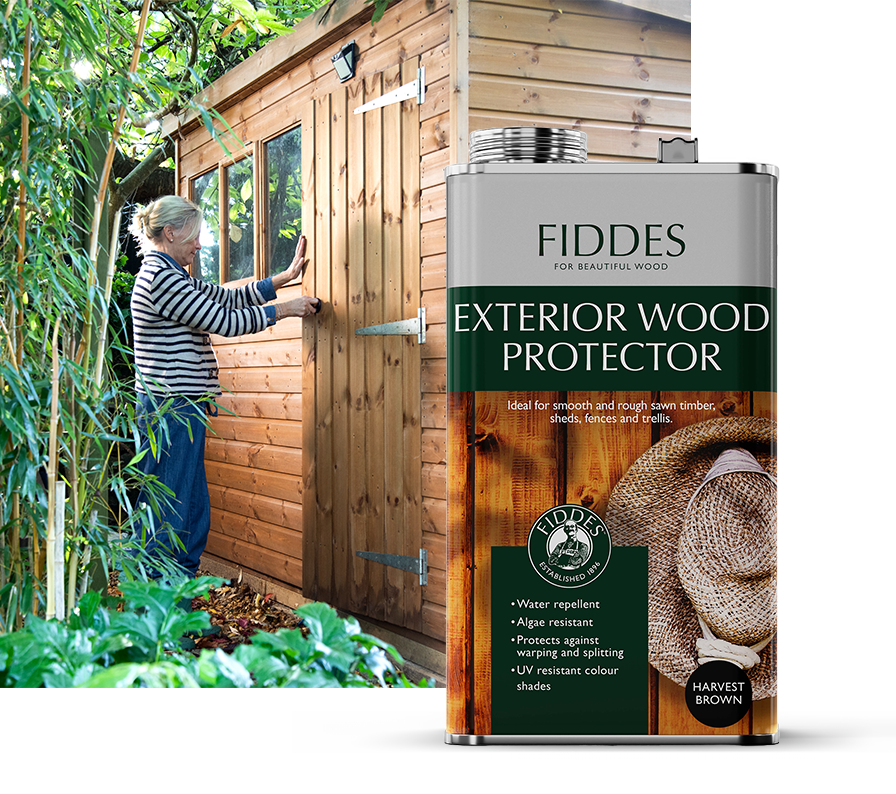 FIDDES
FOR BEAUTIFUL WOOD
EXTERIOR WOOD
PROTECTOR
Ideal for smooth and rough sawn timber,
sheds, fences and trellis.
FIDDES
ESTABLISHED 1896
• Water repellent
• Algae resistant
• Protects against
warping and splitting
• UV resistant colour
shades
HARVEST
BROWN